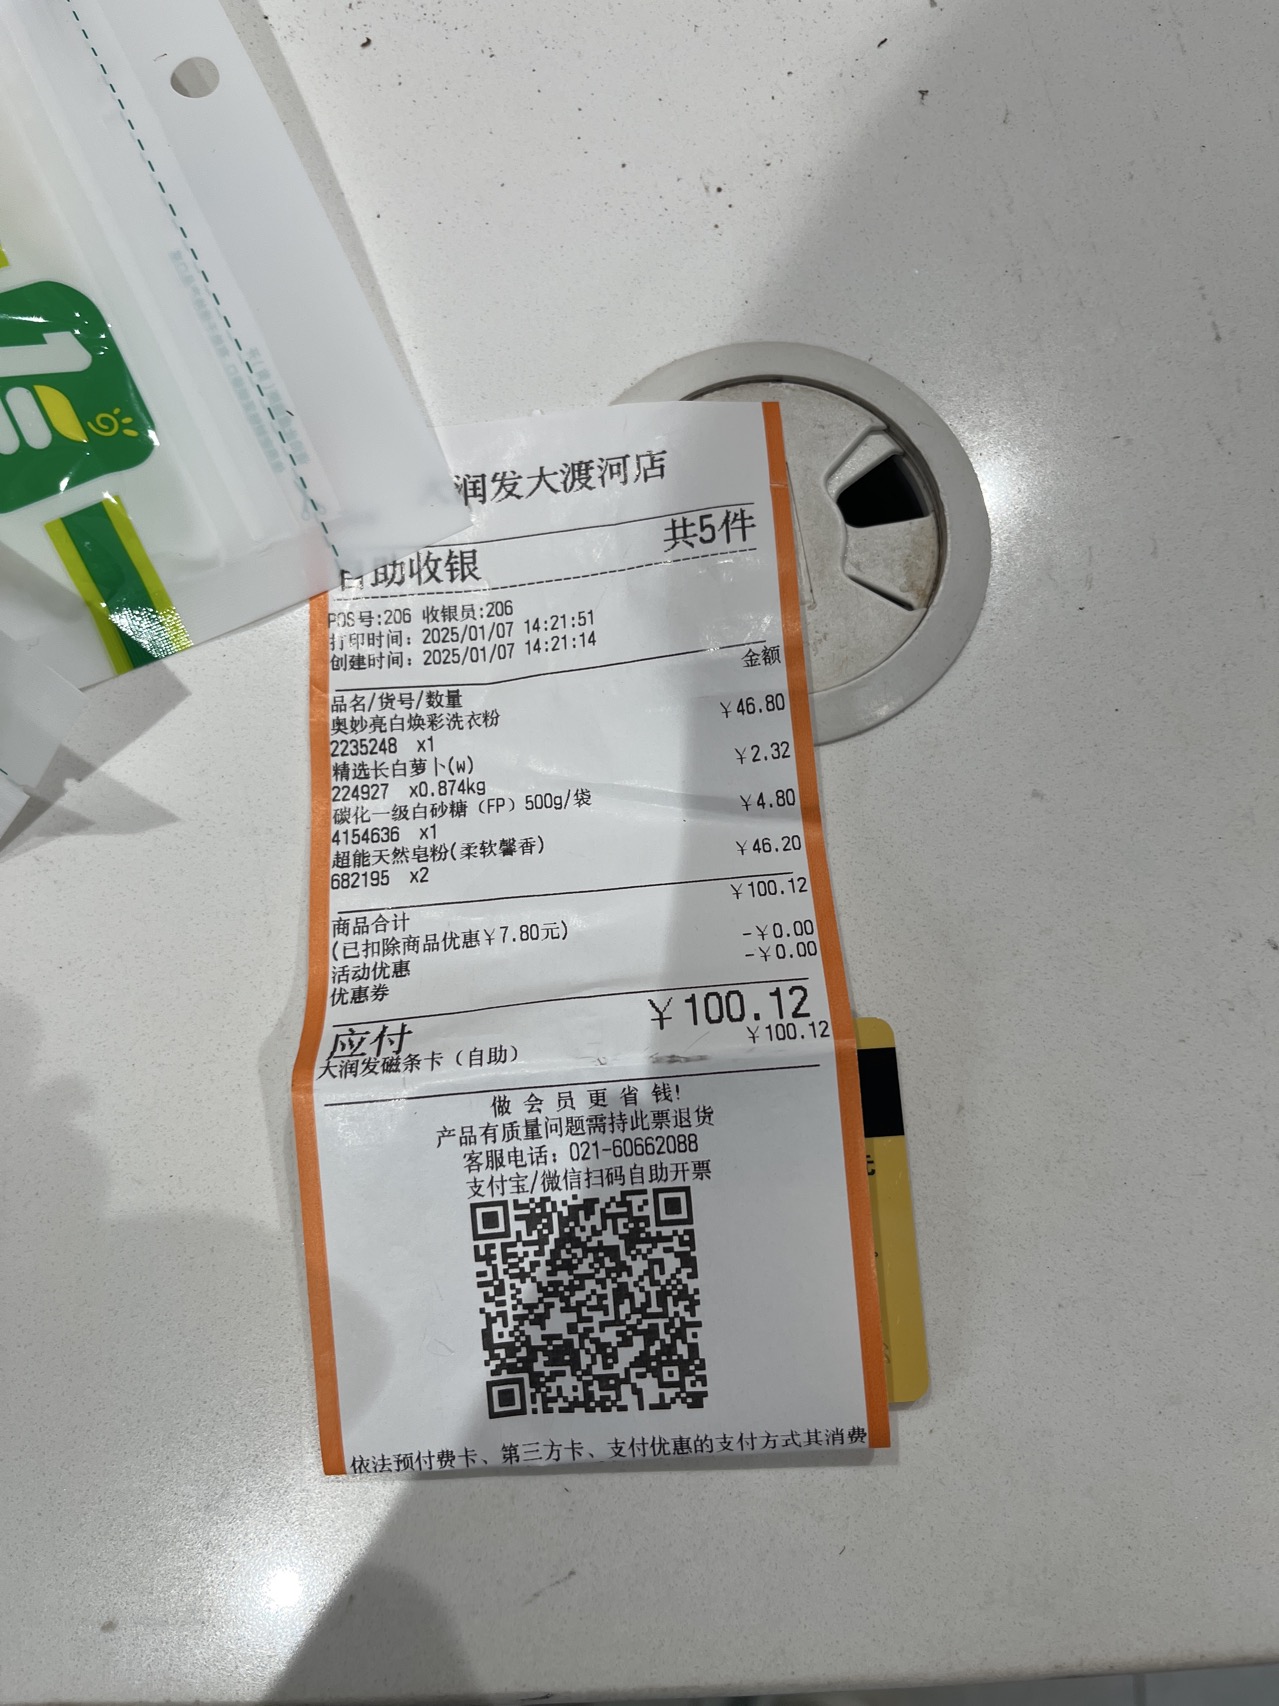 润发大渡河店
自助收银 共5件
POS号:206 收银员:206
打印时间: 2025/01/07 14:21:51
创建时间: 2025/01/07 14:21:14
品名/货号/数量 金额
奥妙亮白焕彩洗衣粉 ¥46.80
2235248 x1
精选长白萝卜(w) ¥2.32
224927 x0.874kg
碳化一级白砂糖（FP）500g/袋 ¥4.80
4154636 x1
超能天然皂粉(柔软馨香) ¥46.20
682195 x2
商品合计 ¥100.12
(已扣除商品优惠¥7.80元)
活动优惠 -¥0.00
优惠券 -¥0.00
应付 ¥100.12
大润发磁条卡（自助） ¥100.12
做会员更省钱!
产品有质量问题需持此票退货
客服电话: 021-60662088
支付宝/微信扫码自助开票
依法预付费卡、第三方卡、支付优惠的支付方式其消费